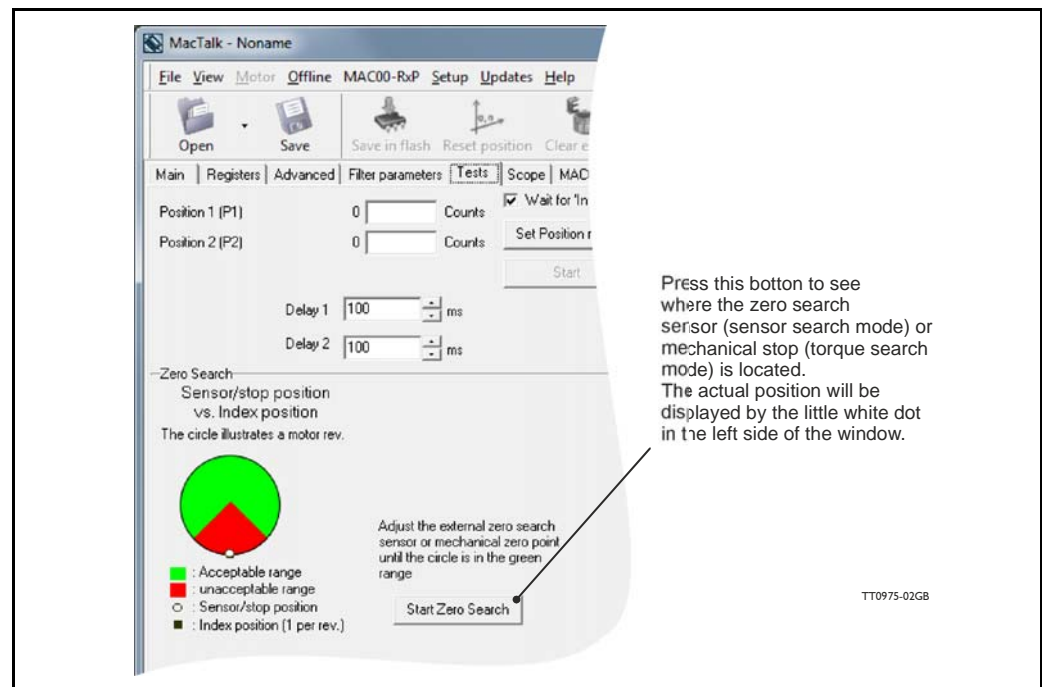 MacTalk - Noname
File View Motor Offline MAC00-RxP Setup Updates Help
Open Save Save in flash Reset position Clear e
Main Registers Advanced Filter parameters Tests Scope MAC
Position 1 (P1) 0 Counts Wait for 'In
Position 2 (P2) 0 Counts Set Position r
Start
Delay 1 100 ms
Delay 2 100 ms
Zero Search
Sensor/stop position
vs. Index position
The circle illustrates a motor rev.
Adjust the external zero search
sensor or mechanical zero point
until the circle is in the green
range
: Acceptable range
: unacceptable range
: Sensor/stop position
: Index position (1 per rev.)
Start Zero Search
Press this botton to see
where the zero search
sensor (sensor search mode) or
mechanical stop (torque search
mode) is located.
The actual position will be
displayed by the little white dot
in the left side of the window.
TT0975-02GB